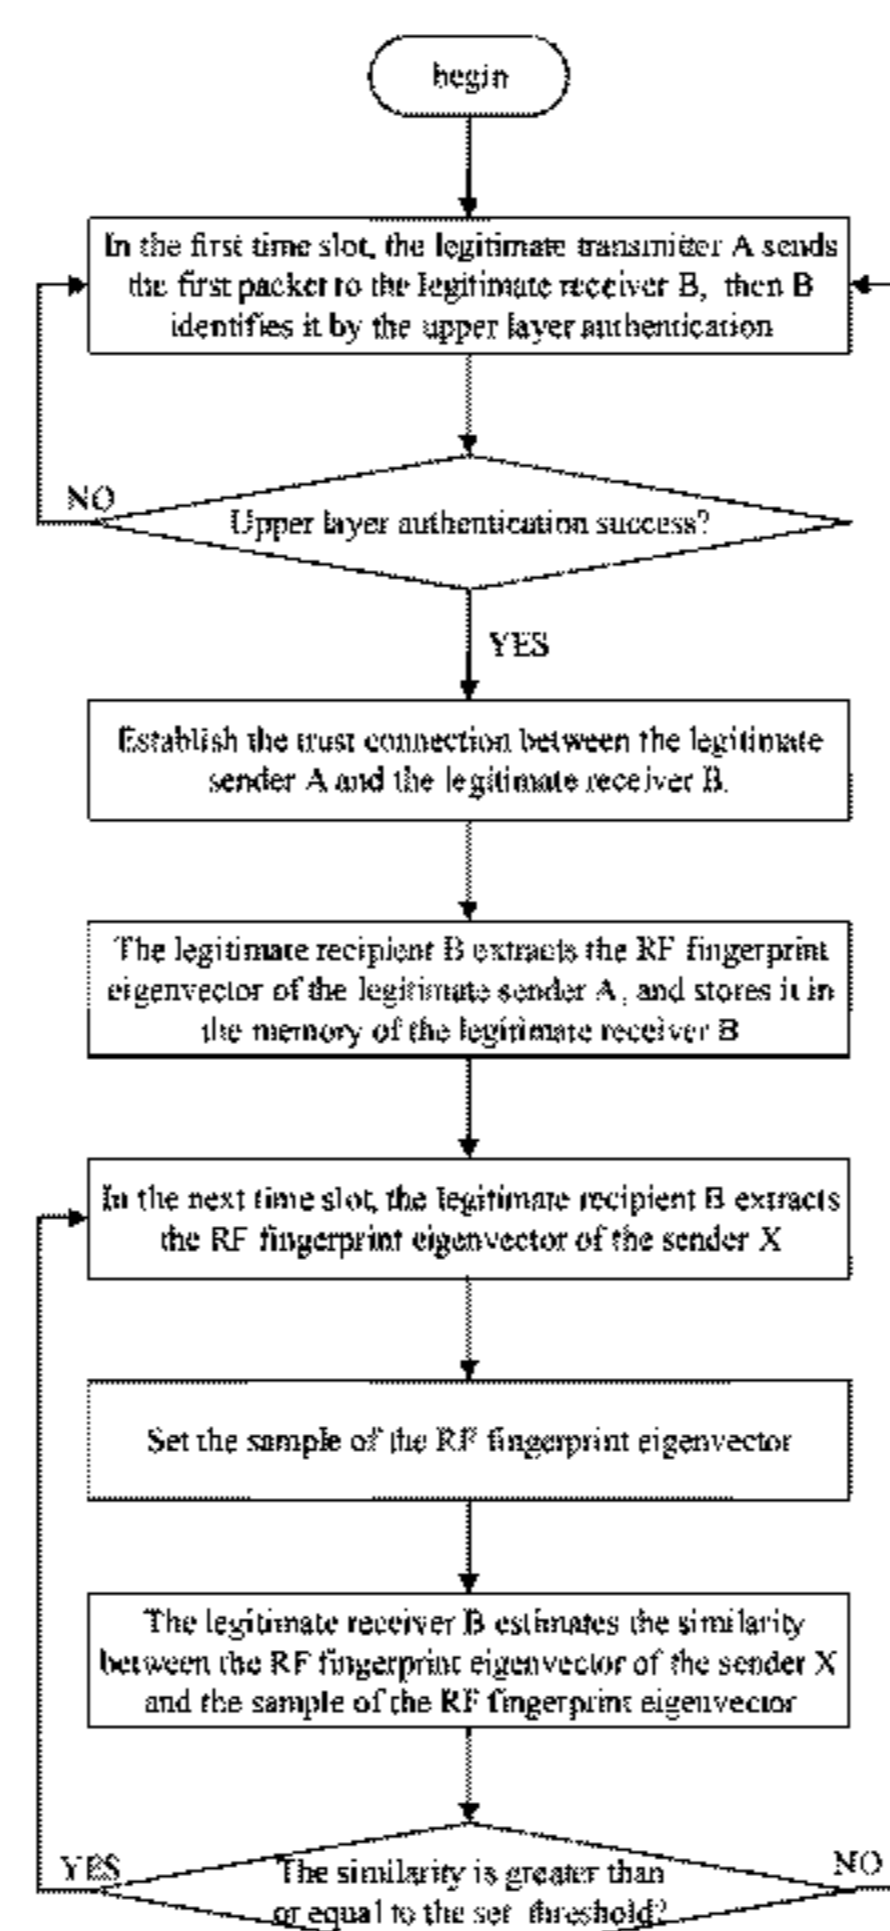 begin
In the first time slot, the legitimate transmitter A sends
the first packet to the legitimate receiver B, then B
identifies it by the upper layer authentication
NO
Upper layer authentication success?
YES
Establish the trust connection between the legitimate
sender A and the legitimate receiver B.
The legitimate recipient B extracts the RF fingerprint
eigenvector of the legitimate sender A, and stores it in
the memory of the legitimate receiver B
In the next time slot, the legitimate recipient B extracts
the RF fingerprint eigenvector of the sender X
Set the sample of the RF fingerprint eigenvector
The legitimate receiver B estimates the similarity
between the RF fingerprint eigenvector of the sender X
and the sample of the RF fingerprint eigenvector
YES
The similarity is greater than
or equal to the set threshold?
NO